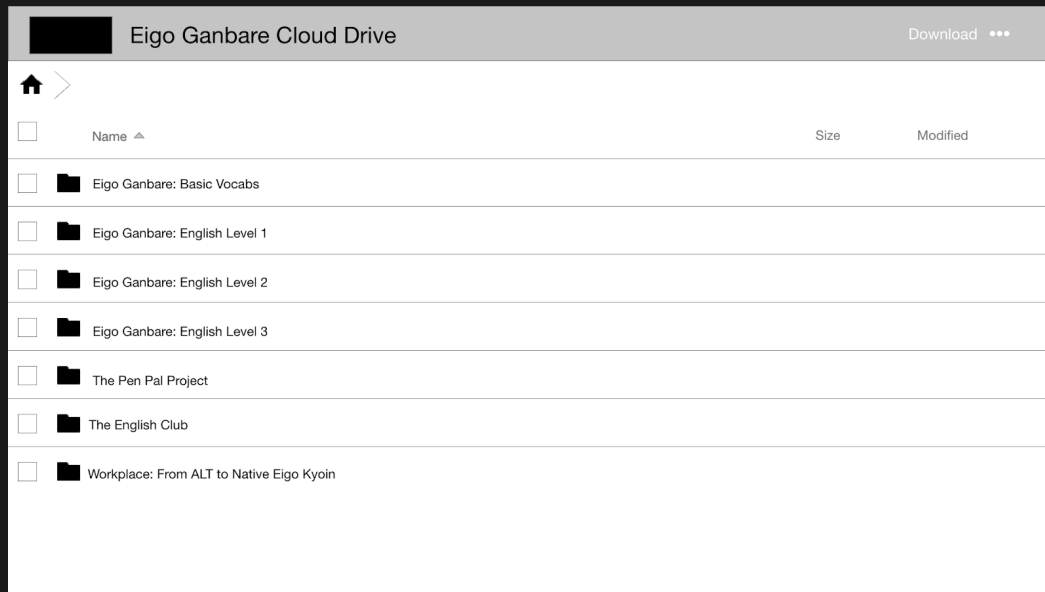 Eigo Ganbare Cloud Drive
Download •••
Name Size Modified
Eigo Ganbare: Basic Vocabs
Eigo Ganbare: English Level 1
Eigo Ganbare: English Level 2
Eigo Ganbare: English Level 3
The Pen Pal Project
The English Club
Workplace: From ALT to Native Eigo Kyoin